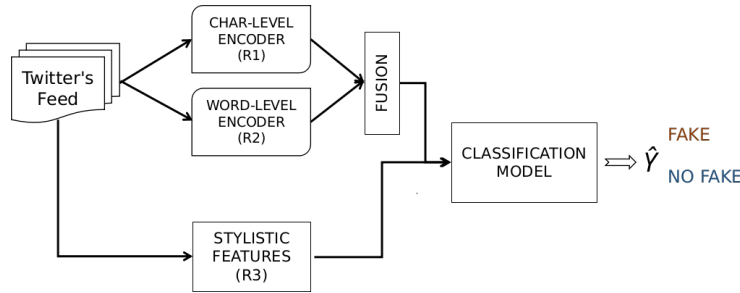 Twitter's
Feed
CHAR-LEVEL
ENCODER
(R1)
WORD-LEVEL
ENCODER
(R2)
FUSION
STYLISTIC
FEATURES
(R3)
CLASSIFICATION
MODEL
Ŷ
FAKE
NO FAKE